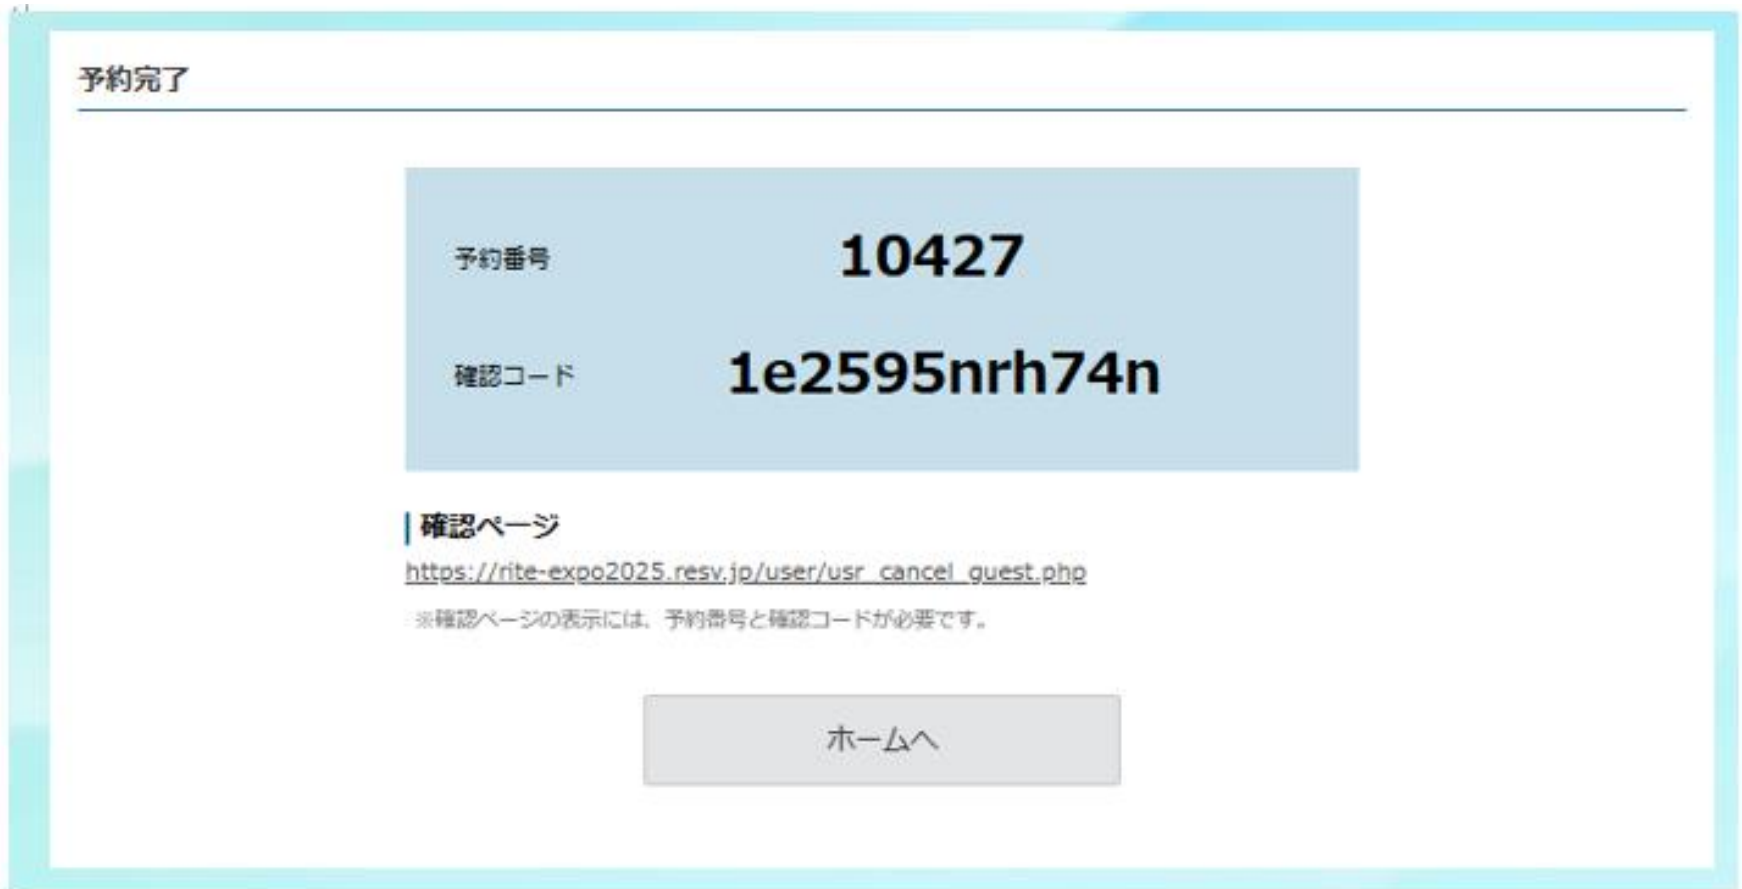 予約完了
予約番号 10427
確認コード 1e2595nrh74n
確認ページ
https://rite-expo2025.resv.jp/user/usr_cancel_guest.php
※確認ページの表示には、予約番号と確認コードが必要です。
ホームへ